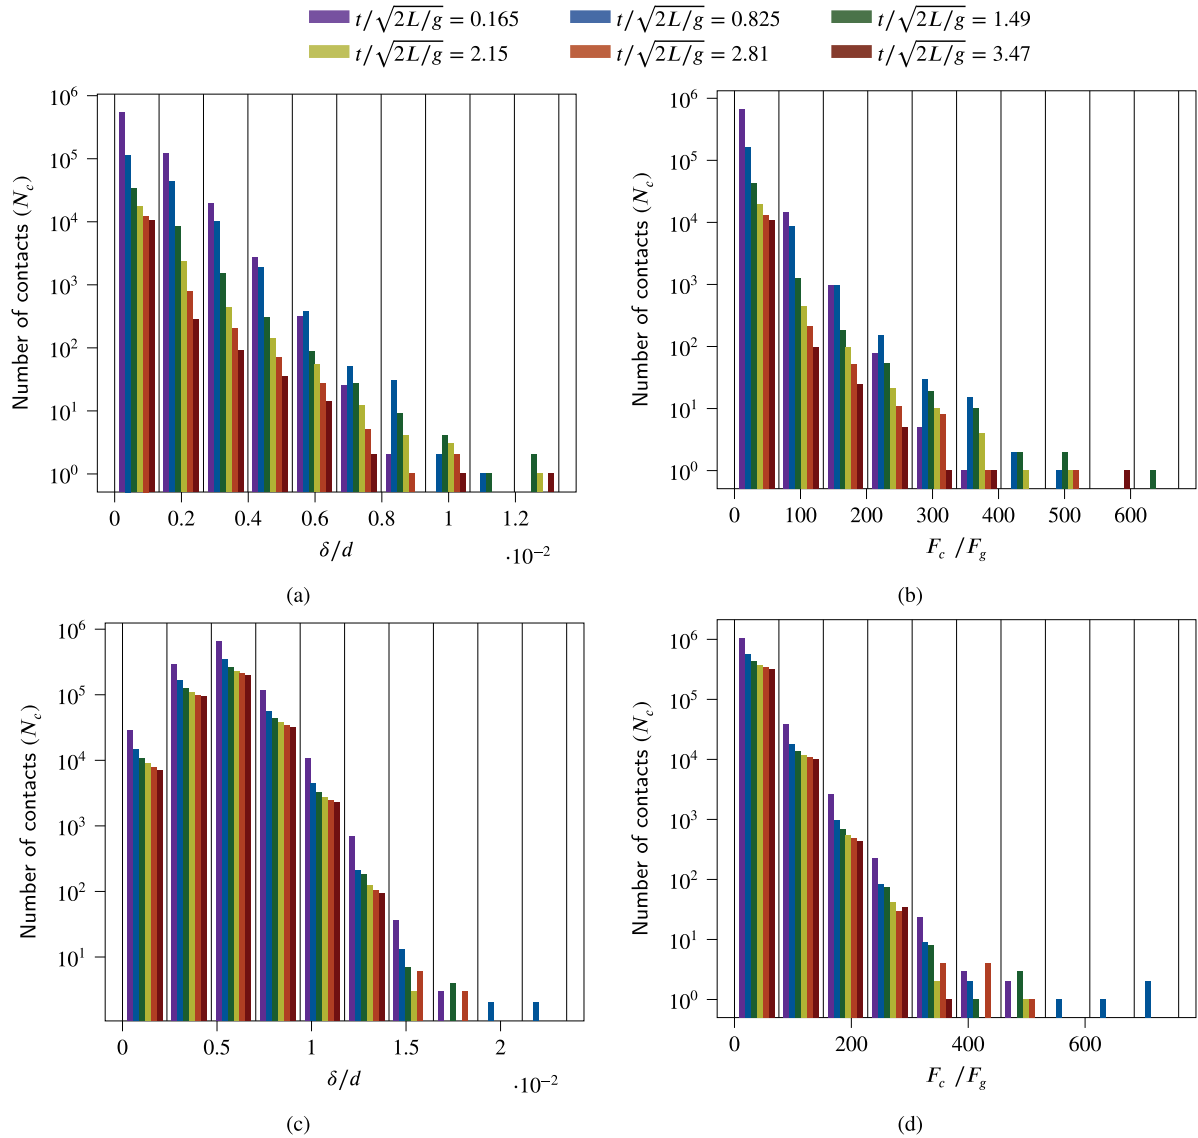 t/√2L/g = 0.165 t/√2L/g = 0.825 t/√2L/g = 1.49
t/√2L/g = 2.15 t/√2L/g = 2.81 t/√2L/g = 3.47
Number of contacts (N_c)
10^6
10^5
10^4
10^3
10^2
10^1
10^0
0 0.2 0.4 0.6 0.8 1 1.2
δ/d
·10^−2
(a)
Number of contacts (N_c)
10^6
10^5
10^4
10^3
10^2
10^1
10^0
0 100 200 300 400 500 600
F_c /F_g
(b)
Number of contacts (N_c)
10^6
10^5
10^4
10^3
10^2
10^1
0 0.5 1 1.5 2
δ/d
·10^−2
(c)
Number of contacts (N_c)
10^6
10^5
10^4
10^3
10^2
10^1
10^0
0 200 400 600
F_c /F_g
(d)